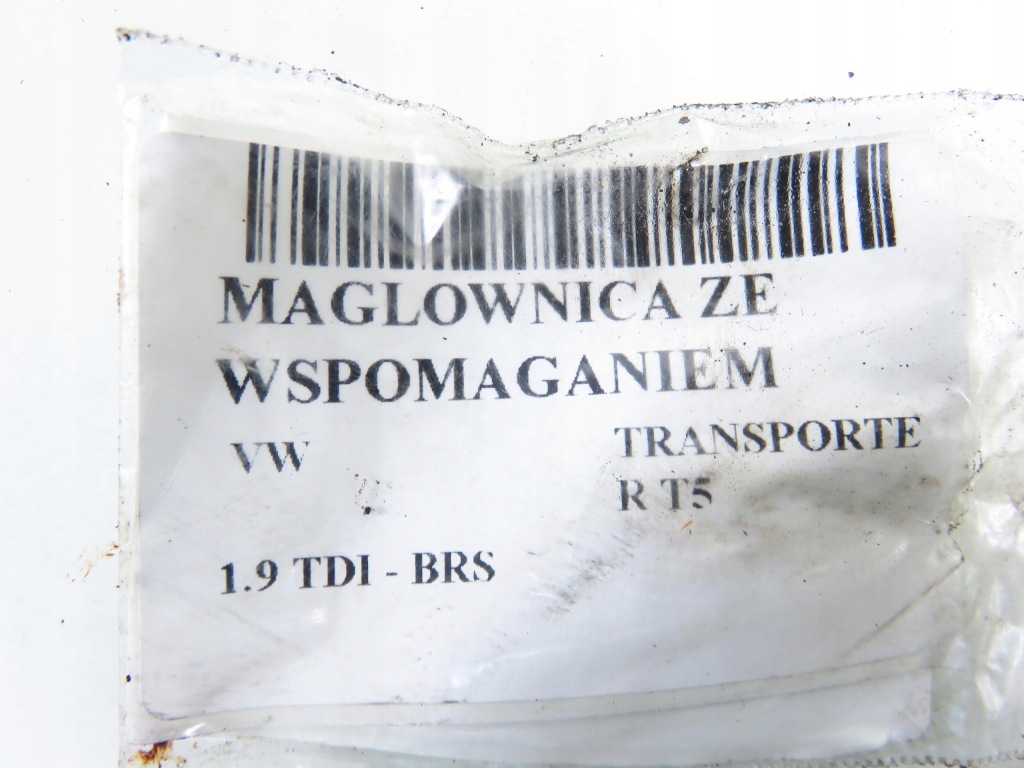 MAGLOWNICA ZE
WSPOMAGANIEM
VW
TRANSPORTE
R T5
1.9 TDI - BRS